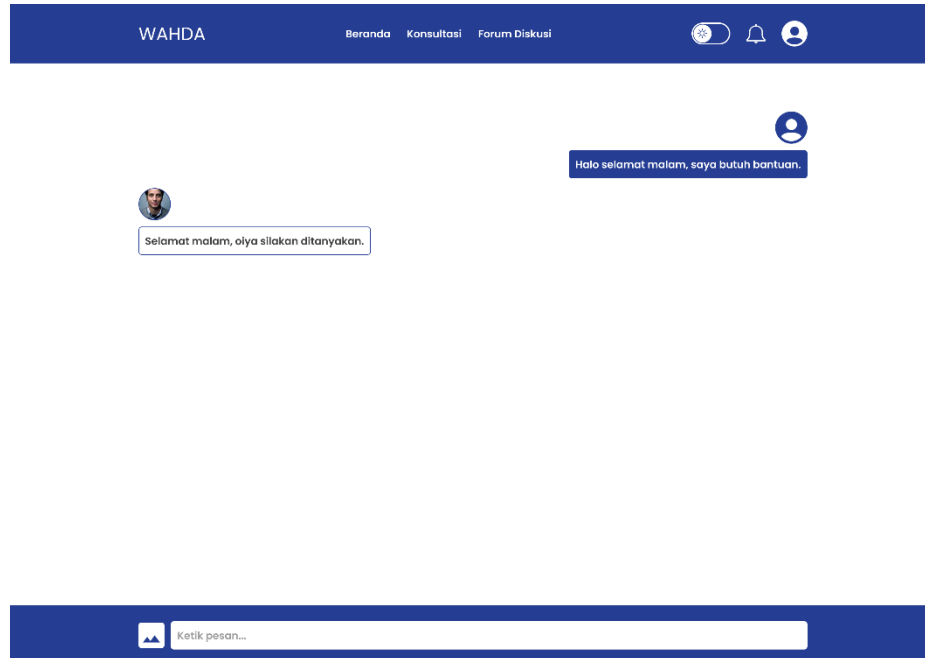 WAHDA
Beranda Konsultasi Forum Diskusi
Halo selamat malam, saya butuh bantuan.
Selamat malam, oiya silakan ditanyakan.
Ketik pesan...